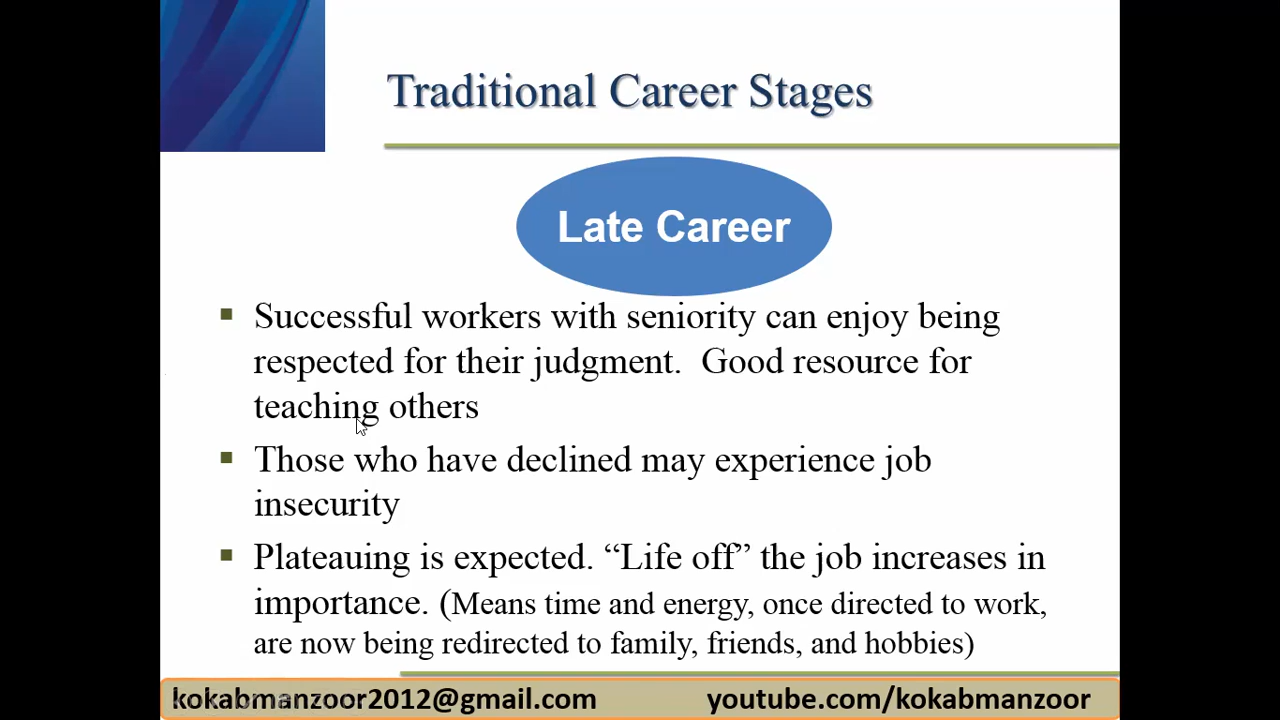 Traditional Career Stages
Late Career
Successful workers with seniority can enjoy being
respected for their judgment.  Good resource for
teaching others
Those who have declined may experience job
insecurity
Plateauing is expected. “Life off” the job increases in
importance. (Means time and energy, once directed to work,
are now being redirected to family, friends, and hobbies)
kokabmanzoor2012@gmail.com youtube.com/kokabmanzoor